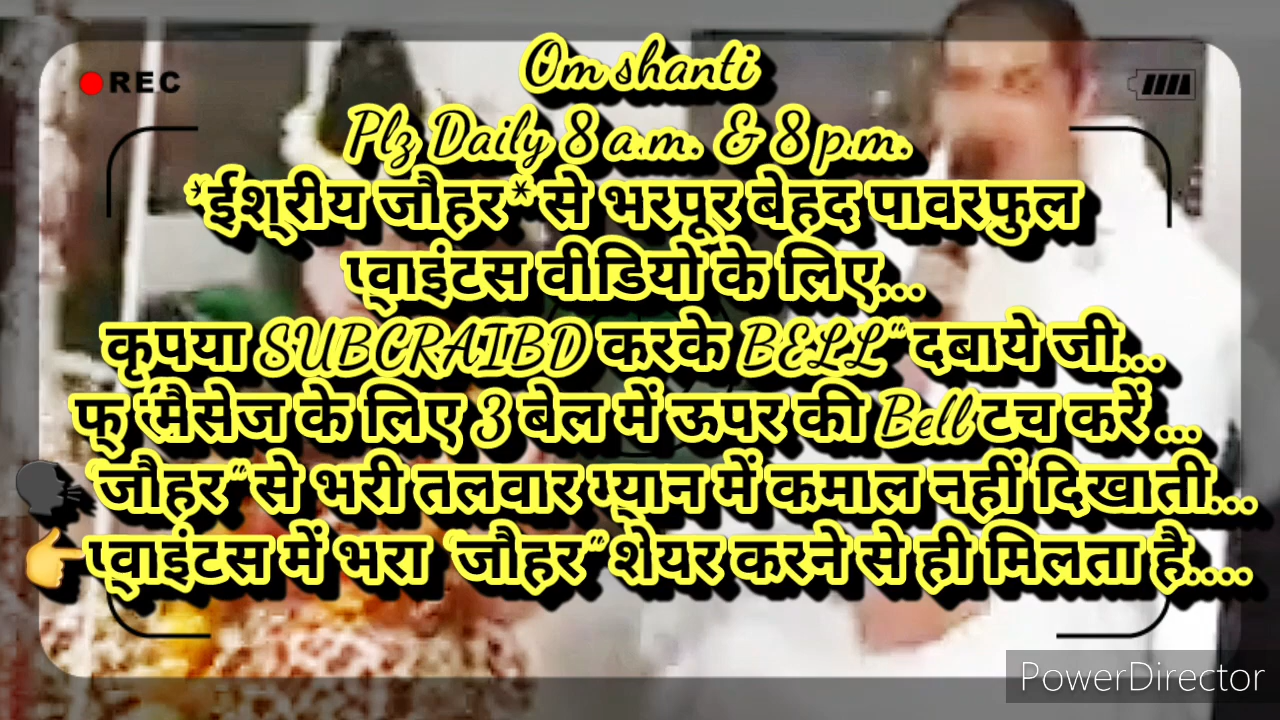 REC
Om shanti
Plz Daily 8 a.m. & 8 p.m.
*ईश्रीय जौहर* से भरपूर बेहद पावरफुल
प्वाइंटस वीडियो के लिए...
कृपया SUBCRAIBD करके BELL" दबाये जी...
फ् मैसेज के लिए 3 बेल में ऊपर की Bell टच करें ...
"जौहर" से भरी तलवार म्यान में कमाल नहीं दिखाती...
प्वाइंटस में भरा "जौहर" शेयर करने से ही मिलता है....
PowerDirector